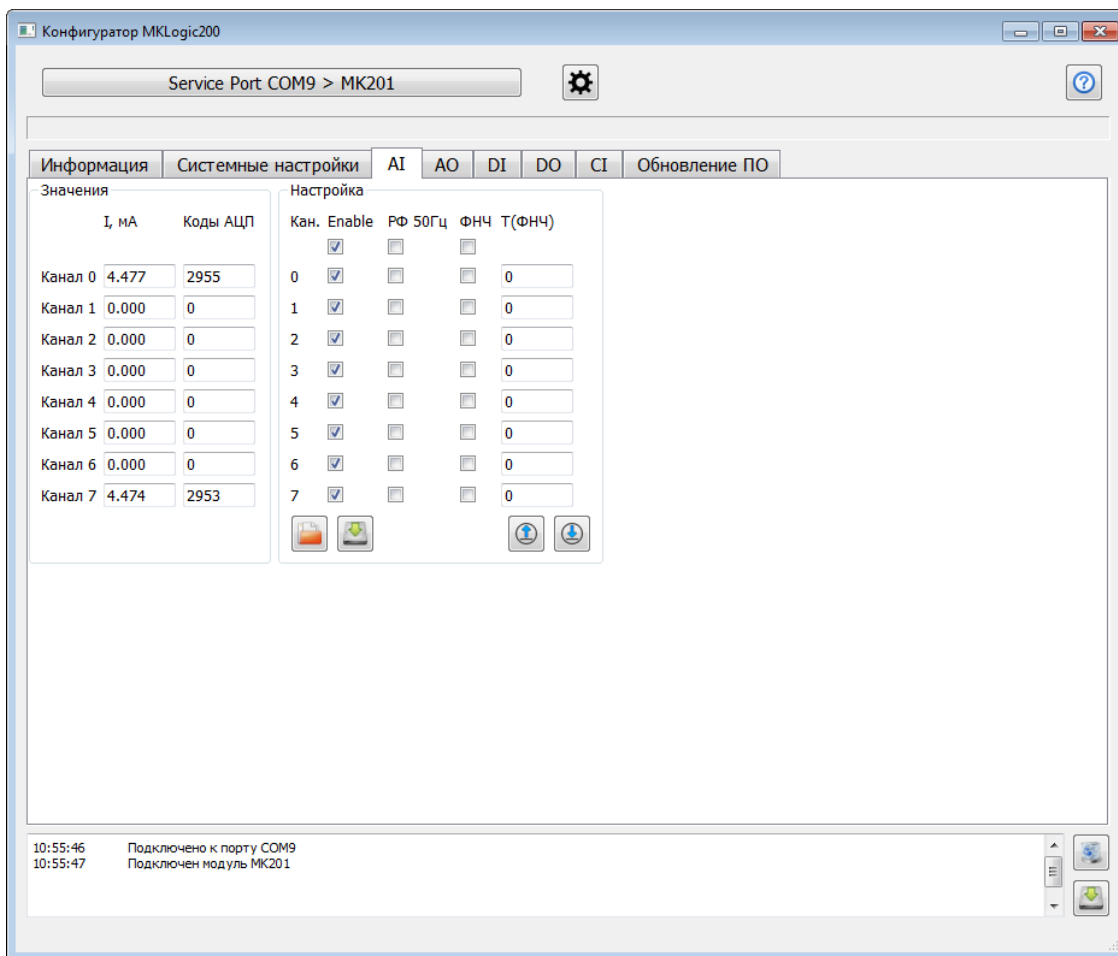 Конфигуратор MKLogic200
Service Port COM9 > MK201
Информация Системные настройки AI AO DI DO CI Обновление ПО
Значения Настройка
I, мА Коды АЦП Кан. Enable РФ 50Гц ФНЧ Т(ФНЧ)
Канал 0 4.477 2955 0 0
Канал 1 0.000 0 1 0
Канал 2 0.000 0 2 0
Канал 3 0.000 0 3 0
Канал 4 0.000 0 4 0
Канал 5 0.000 0 5 0
Канал 6 0.000 0 6 0
Канал 7 4.474 2953 7 0
10:55:46 Подключено к порту COM9
10:55:47 Подключен модуль MK201